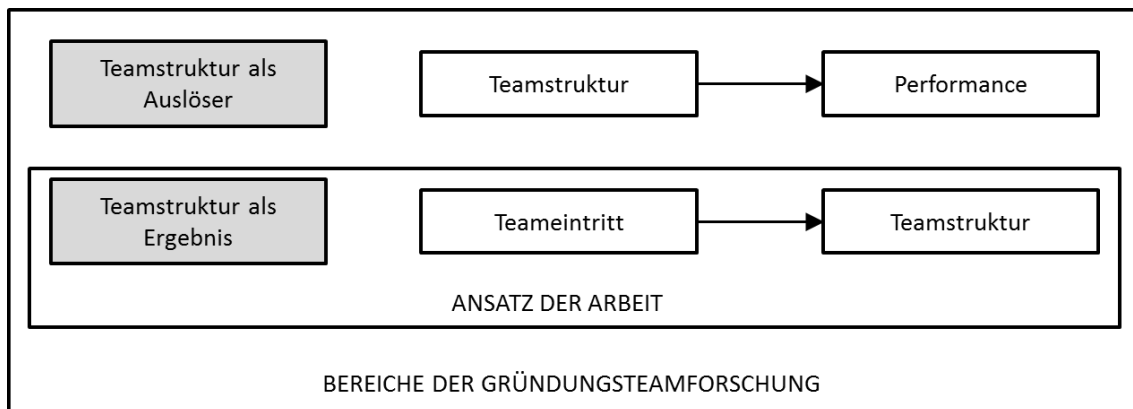 Teamstruktur als
Auslöser
Teamstruktur
Performance
Teamstruktur als
Ergebnis
Teameintritt
Teamstruktur
ANSATZ DER ARBEIT
BEREICHE DER GRÜNDUNGSTEAMFORSCHUNG